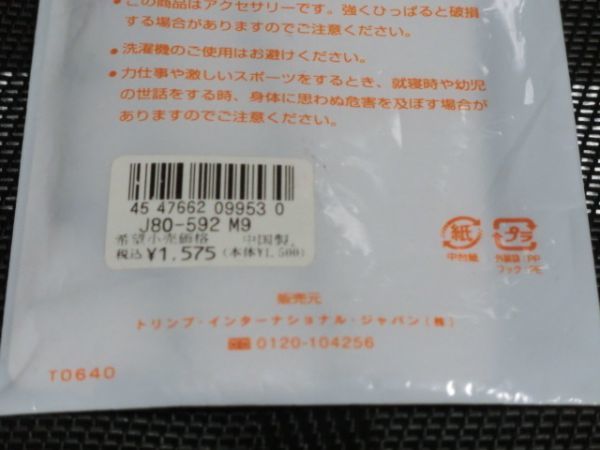 ●この商品はアクセサリーです。強くひっぱると破損
する場合がありますのでご注意ください。
●洗濯機のご使用はお避けください。
●力仕事や激しいスポーツをするとき、就寝時や幼児
の世話をする時、身体に思わぬ危害を及ぼす場合が
ありますのでご注意ください。
45 47662 09953 0
J80-592 M9
希望小売価格 中国製
税込 ¥1,575 (本体¥1,500)
紙
中台紙
プラ
外装袋:PP
フック:PE
販売元
トリンプ・インターナショナル・ジャパン(株)
0120-104256
T0640